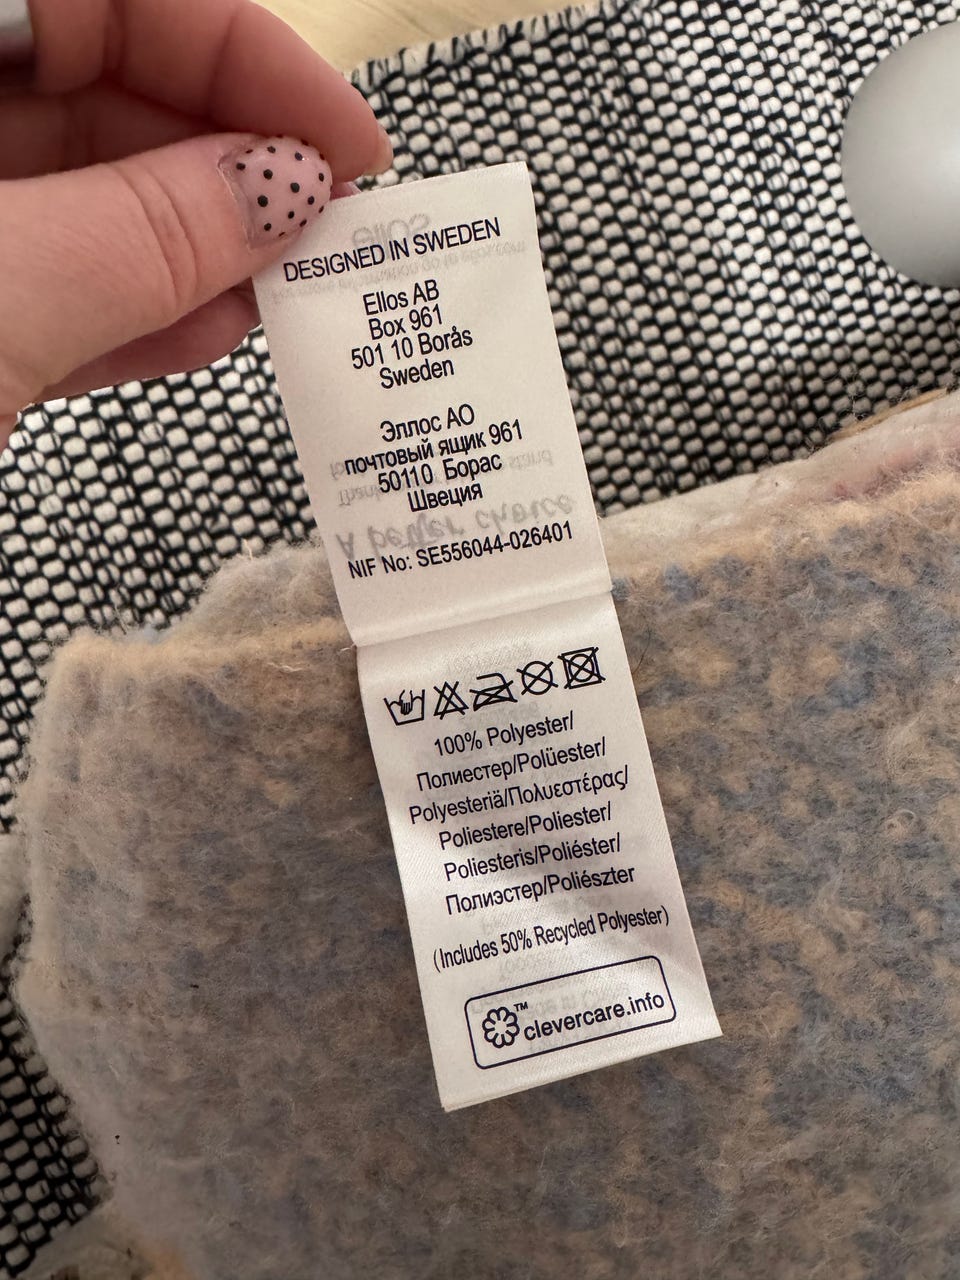 DESIGNED IN SWEDEN
Ellos AB
Box 961
501 10 Borås
Sweden
Эллос АО
почтовый ящик 961
50110 Борас
Швеция
NIF No: SE556044-026401
100% Polyester/
Полиестер/Polüester/
Polyesteriä/Πολυεστέρας/
Poliestere/Poliester/
Poliesteris/Poliéster/
Полиэстер/Poliészter
(Includes 50% Recycled Polyester)
™
clevercare.info